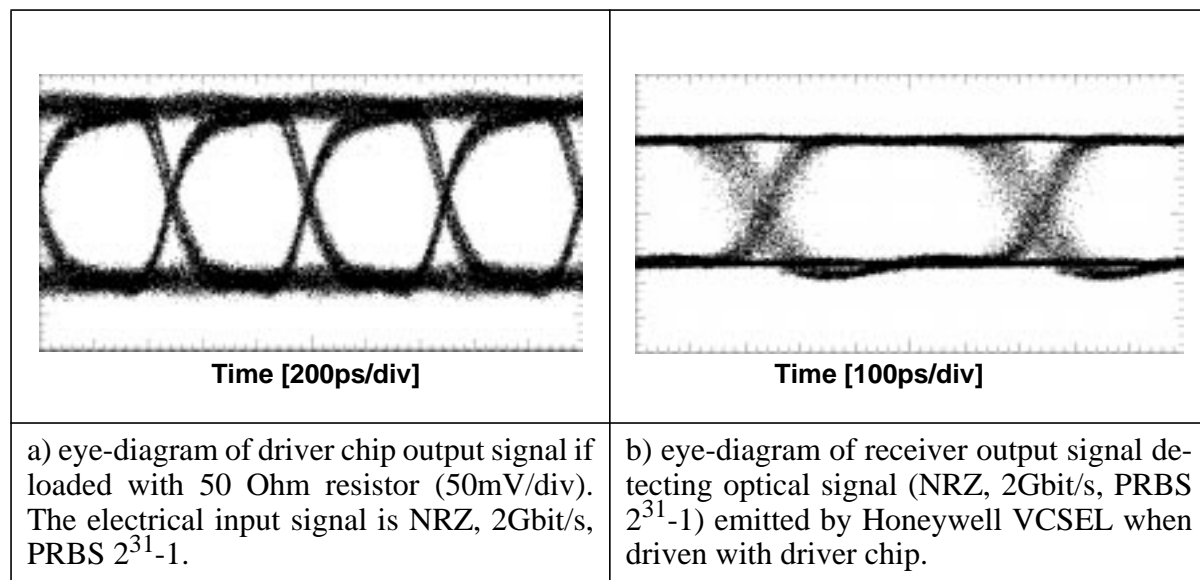 Time [200ps/div]
Time [100ps/div]
a) eye-diagram of driver chip output signal if
loaded with 50 Ohm resistor (50mV/div).
The electrical input signal is NRZ, 2Gbit/s,
PRBS 2^31-1.
b) eye-diagram of receiver output signal de-
tecting optical signal (NRZ, 2Gbit/s, PRBS
2^31-1) emitted by Honeywell VCSEL when
driven with driver chip.